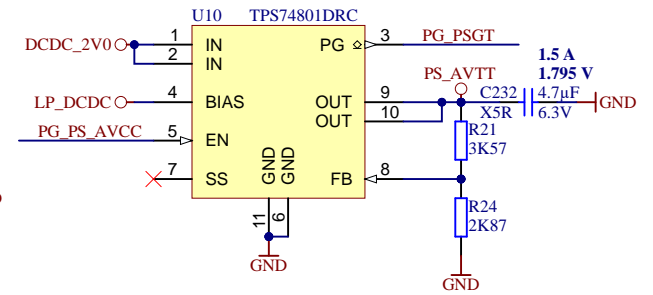 U10 TPS74801DRC
DCDC_2V0 1 IN PG 3 PG_PSGT
2 IN
1.5 A
PS_AVTT 1.795 V
LP_DCDC 4 BIAS OUT 9 C232 4.7µF GND
OUT 10 X5R 6.3V
PG_PS_AVCC 5 EN R21
3K57
7 SS GND GND FB 8
R24
2K87
11 6
GND
GND